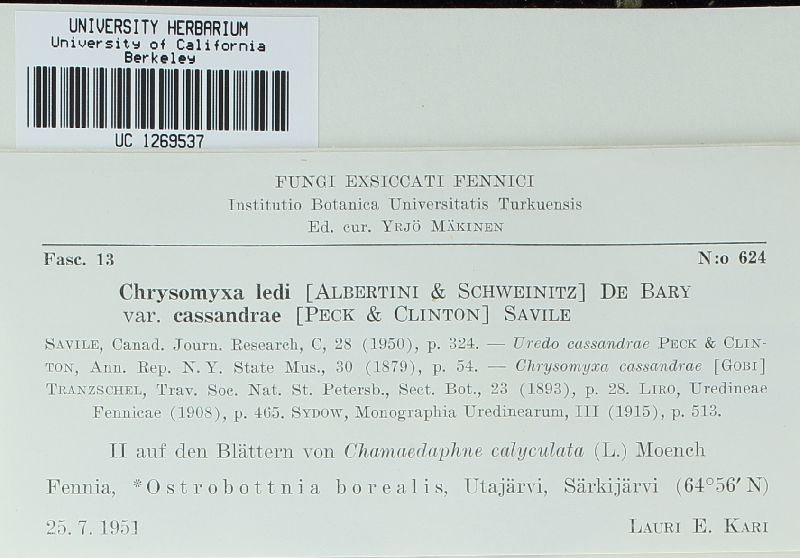 UNIVERSITY HERBARIUM
University of California
Berkeley
UC 1269537
FUNGI EXSICCATI FENNICI
Institutio Botanica Universitatis Turkuensis
Ed. cur. YRJÖ MÄKINEN
Fasc. 13 N:o 624
Chrysomyxa ledi [ALBERTINI & SCHWEINITZ] DE BARY
var. cassandrae [PECK & CLINTON] SAVILE
SAVILE, Canad. Journ. Research, C, 28 (1950), p. 324. — Uredo cassandrae PECK & CLIN-
TON, Ann. Rep. N. Y. State Mus., 30 (1879), p. 54. — Chrysomyxa cassandrae [GOBI]
TRANZSCHEL, Trav. Soc. Nat. St. Petersb., Sect. Bot., 23 (1893), p. 28. LIRO, Uredineae
Fennicae (1908), p. 465. SYDOW, Monographia Uredinearum, III (1915), p. 513.
II auf den Blättern von Chamaedaphne calyculata (L.) Moench
Fennia, *Ostrobottnia borealis, Utajärvi, Särkijärvi (64°56′ N)
25. 7. 1951 LAURI E. KARI